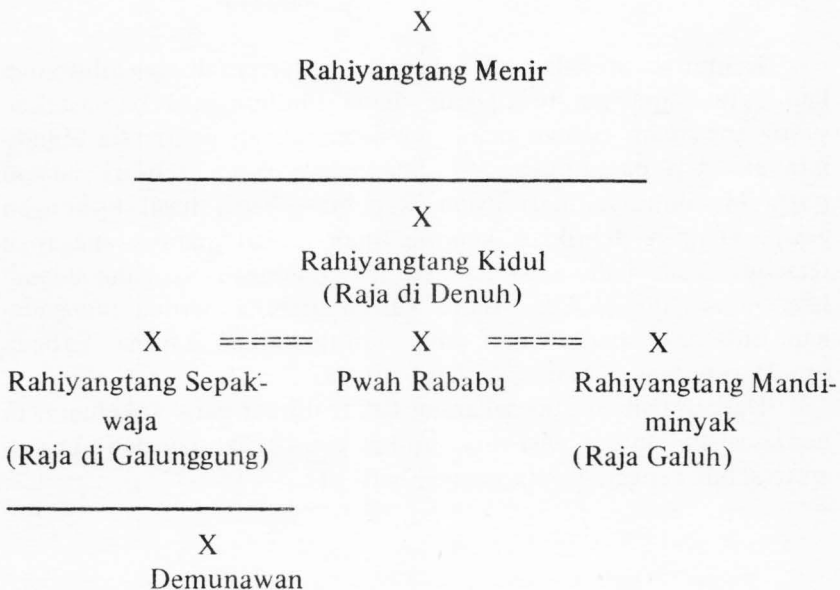 X
Rahiyangtang Menir
X
Rahiyangtang Kidul
(Raja di Denuh)
X ====== X ====== X
Rahiyangtang Sepak- Pwah Rababu Rahiyangtang Mandi-
waja minyak
(Raja di Galunggung) (Raja Galuh)
X
Demunawan